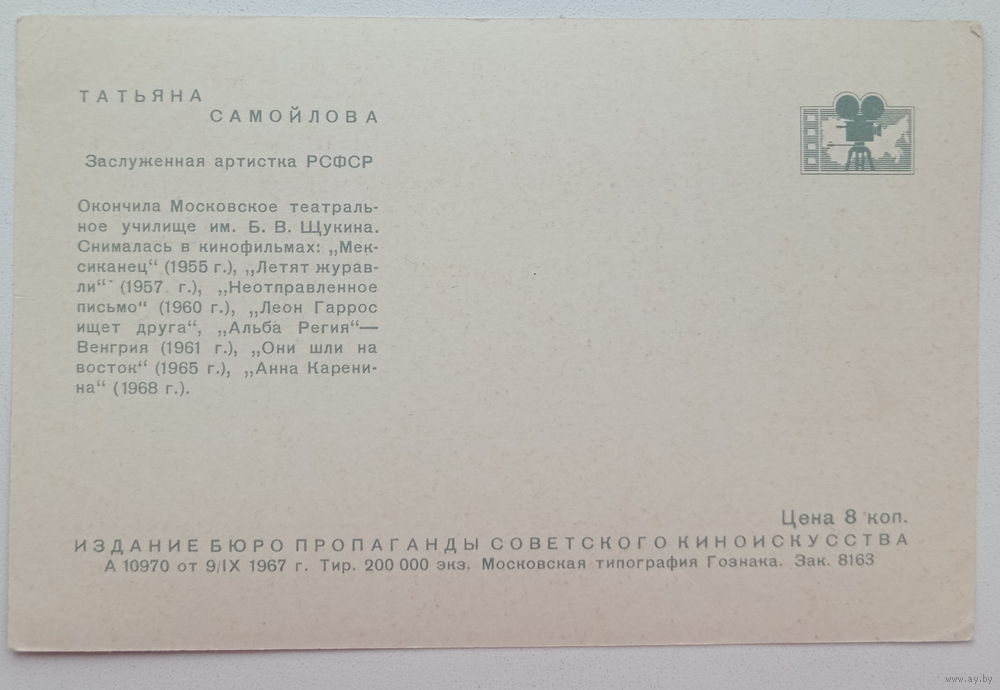 ТАТЬЯНА
САМОЙЛОВА
Заслуженная артистка РСФСР
Окончила Московское театраль-
ное училище им. Б. В. Щукина.
Снималась в кинофильмах: „Мек-
сиканец“ (1955 г.), „Летят журав-
ли“ (1957 г.), „Неотправленное
письмо“ (1960 г.), „Леон Гаррос
ищет друга“, „Альба Регия“—
Венгрия (1961 г.), „Они шли на
восток“ (1965 г.), „Анна Карени-
на“ (1968 г.).
Цена 8 коп.
ИЗДАНИЕ БЮРО ПРОПАГАНДЫ СОВЕТСКОГО КИНОИСКУССТВА
А 10970 от 9/IX 1967 г. Тир. 200 000 экз. Московская типография Гознака. Зак. 8163
www.ay.by